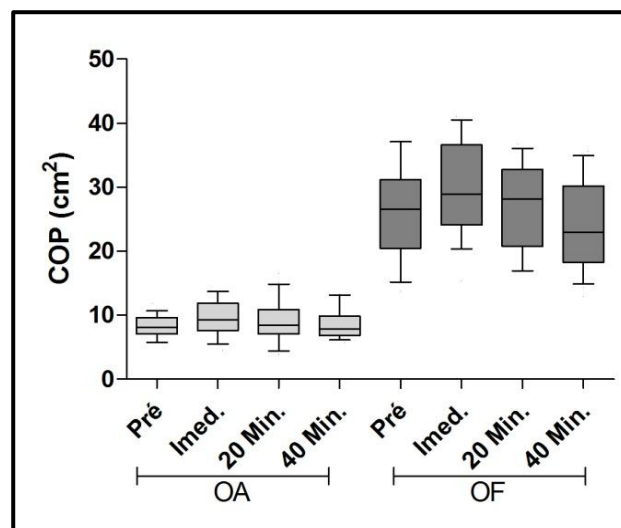 COP (cm²)
50
40
30
20
10
0
Pré
Imed.
20 Min.
40 Min.
Pré
Imed.
20 Min.
40 Min.
OA
OF